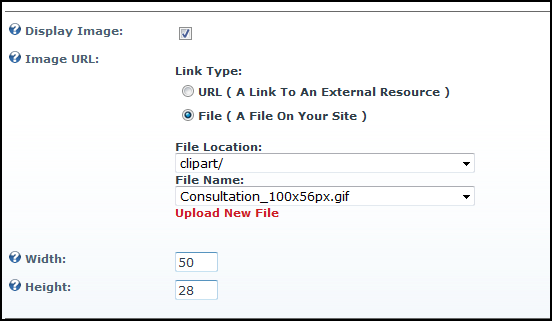 Display Image:
Image URL:
Link Type:
URL ( A Link To An External Resource )
File ( A File On Your Site )
File Location:
clipart/
File Name:
Consultation_100x56px.gif
Upload New File
Width: 50
Height: 28